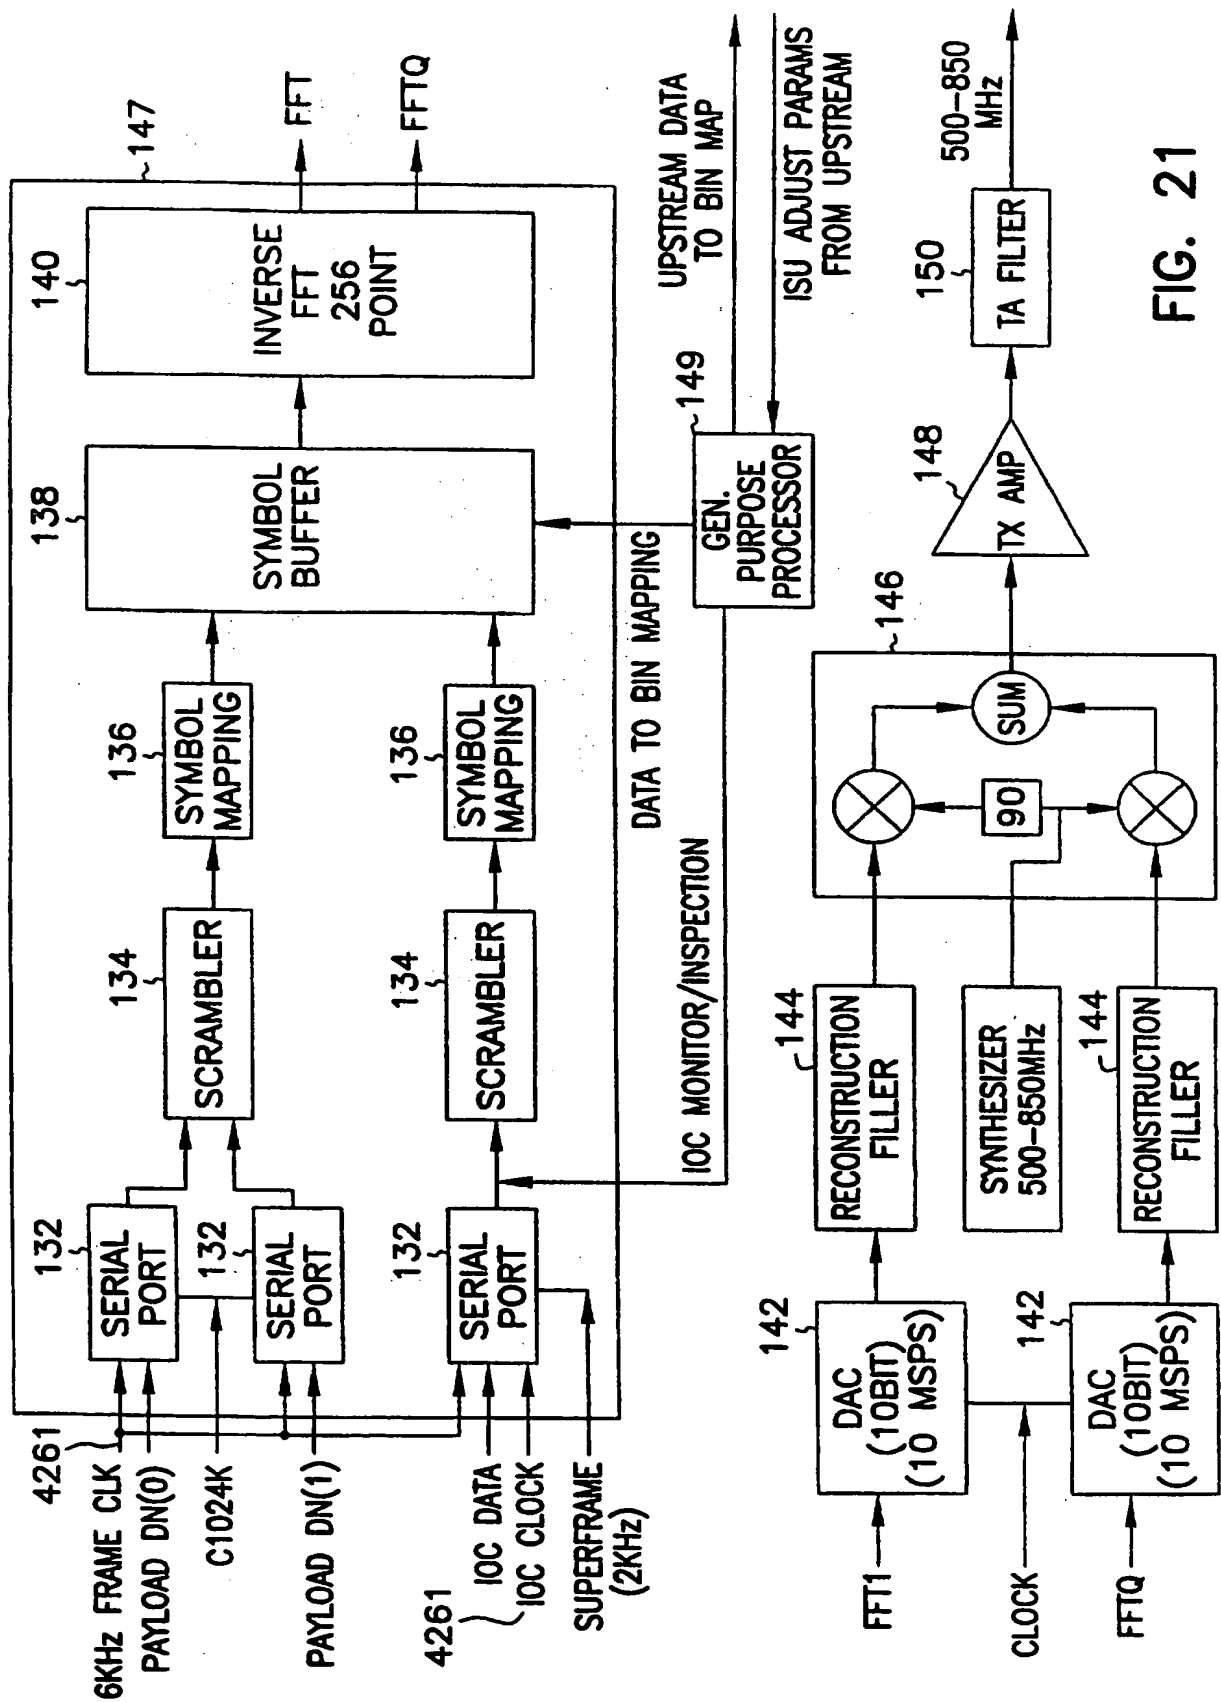 6KHz FRAME CLK
4261
PAYLOAD DN(0)
C1024K
PAYLOAD DN(1)
4261
IOC DATA
IOC CLOCK
SUPERFRAME
(2KHz)
132
SERIAL
PORT
132
SERIAL
PORT
132
SERIAL
PORT
134
SCRAMBLER
134
SCRAMBLER
136
SYMBOL
MAPPING
136
SYMBOL
MAPPING
138
SYMBOL
BUFFER
140
INVERSE
FFT
256
POINT
147
FFT
FFTQ
IOC MONITOR/INSPECTION
DATA TO BIN MAPPING
149
GEN.
PURPOSE
PROCESSOR
UPSTREAM DATA
TO BIN MAP
ISU ADJUST PARAMS
FROM UPSTREAM
FFT1
CLOCK
FFTQ
142
DAC
(10BIT)
(10 MSPS)
142
DAC
(10BIT)
(10 MSPS)
144
RECONSTRUCTION
FILLER
SYNTHESIZER
500-850MHz
144
RECONSTRUCTION
FILLER
146
90
SUM
148
TX AMP
150
TA FILTER
500-850
MHz
FIG. 21